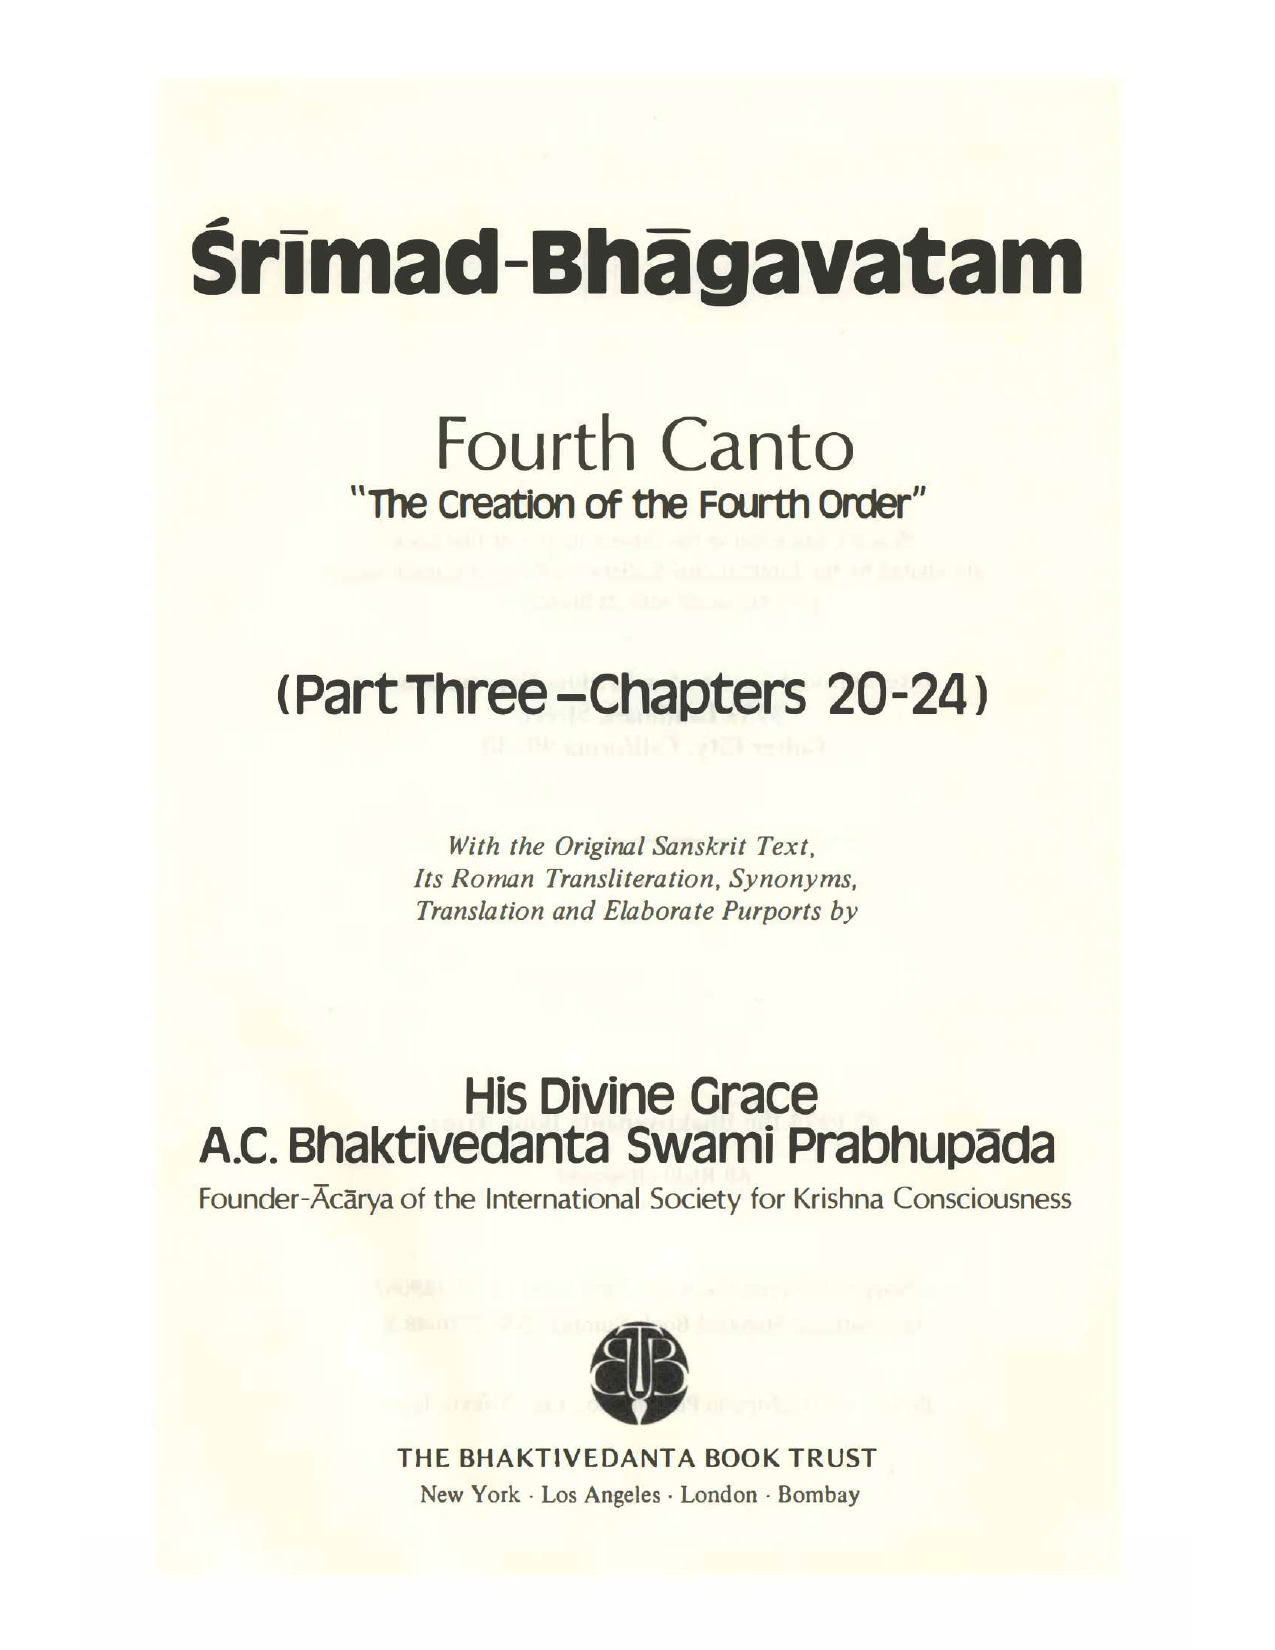 Śrīmad-Bhāgavatam
Fourth Canto
"The Creation of the Fourth Order"
(Part Three–Chapters 20-24)
With the Original Sanskrit Text,
Its Roman Transliteration, Synonyms,
Translation and Elaborate Purports by
His Divine Grace
A.C. Bhaktivedanta Swami Prabhupāda
Founder-Ācārya of the International Society for Krishna Consciousness
BTB
THE BHAKTIVEDANTA BOOK TRUST
New York · Los Angeles · London · Bombay